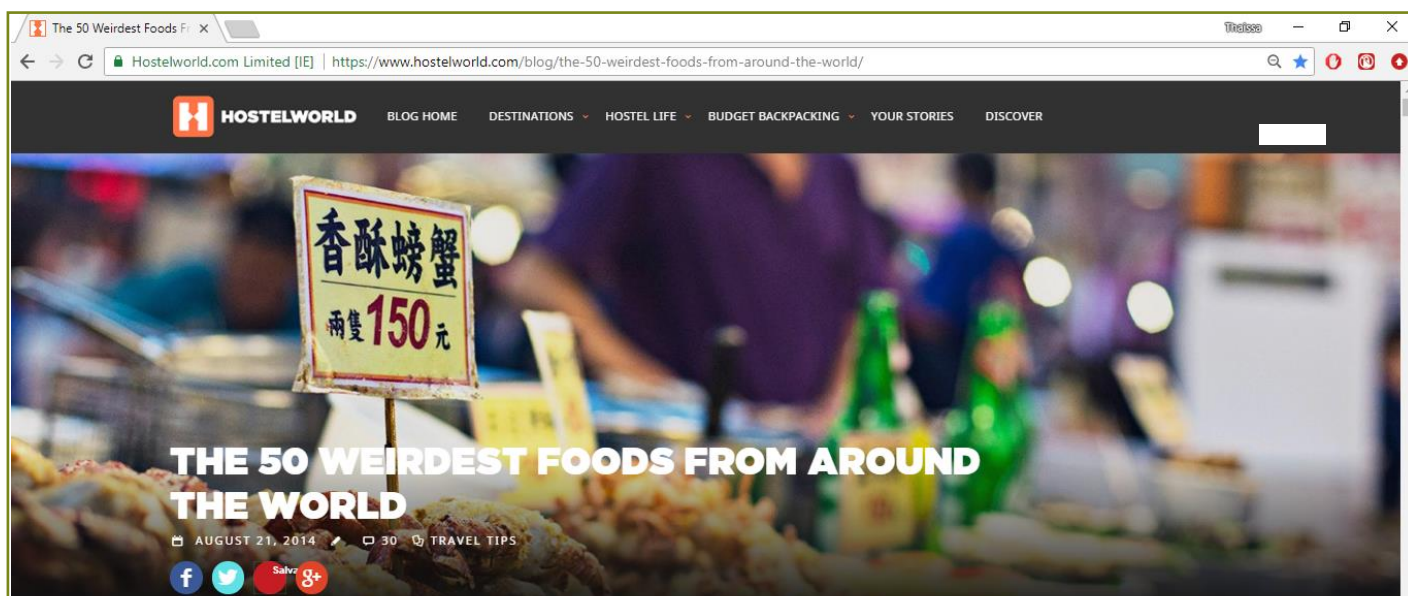 The 50 Weirdest Foods Fr
Thaissa
Hostelworld.com Limited [IE] | https://www.hostelworld.com/blog/the-50-weirdest-foods-from-around-the-world/
HOSTELWORLD BLOG HOME DESTINATIONS HOSTEL LIFE BUDGET BACKPACKING YOUR STORIES DISCOVER
香酥螃蟹
兩隻150元
THE 50 WEIRDEST FOODS FROM AROUND
THE WORLD
AUGUST 21, 2014 30 TRAVEL TIPS
Salva